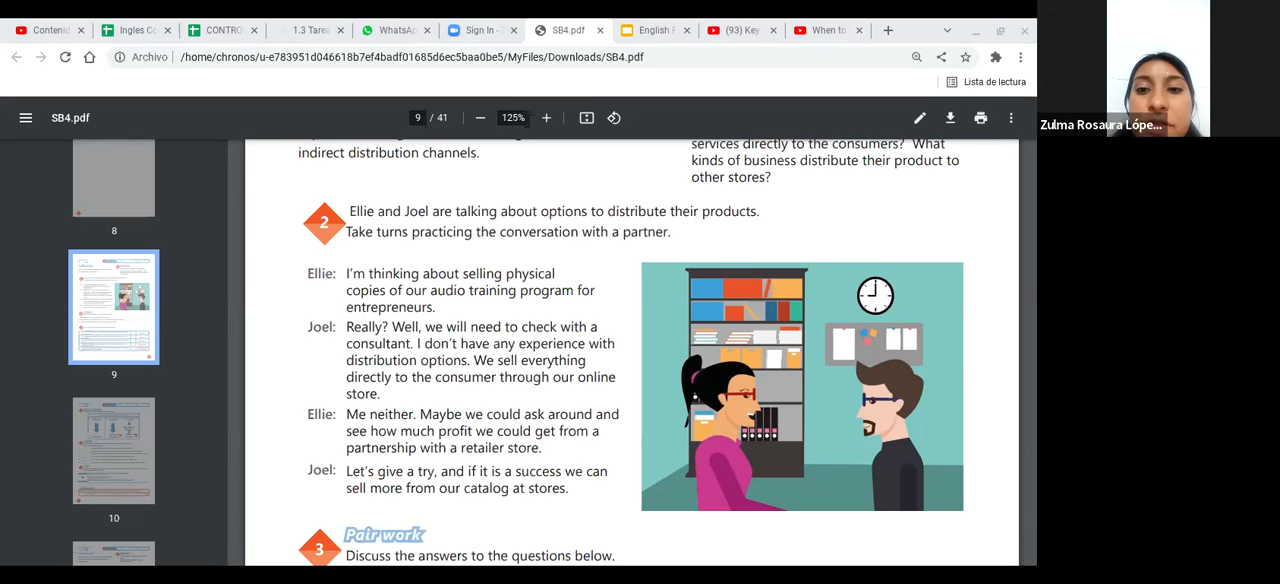 Contenid
Ingles Co
CONTRO
1.3 Tarea
WhatsAp
Sign In -
SB4.pdf
English F
(93) Key
When to
Archivo /home/chronos/u-e783951d046618b7ef4badf01685d6ec5baa0be5/MyFiles/Downloads/SB4.pdf
Lista de lectura
SB4.pdf
9 / 41
125%
Zulma Rosaura Lópe...
indirect distribution channels.
services directly to the consumers? What
kinds of business distribute their product to
other stores?
8
9
10
2
Ellie and Joel are talking about options to distribute their products.
Take turns practicing the conversation with a partner.
Ellie: I'm thinking about selling physical
copies of our audio training program for
entrepreneurs.
Joel: Really? Well, we will need to check with a
consultant. I don't have any experience with
distribution options. We sell everything
directly to the consumer through our online
store.
Ellie: Me neither. Maybe we could ask around and
see how much profit we could get from a
partnership with a retailer store.
Joel: Let's give a try, and if it is a success we can
sell more from our catalog at stores.
3
Pair work
Discuss the answers to the questions below.